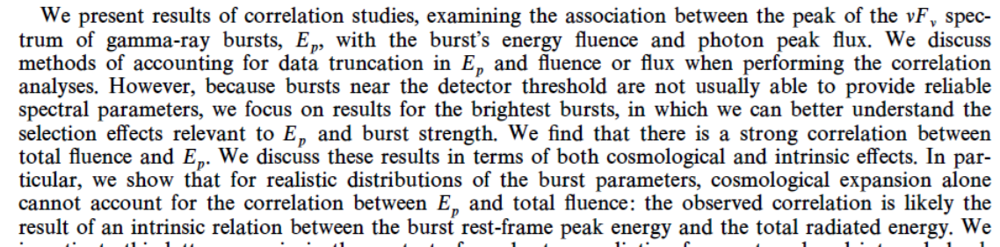 We present results of correlation studies, examining the association between the peak of the νFν spec-
trum of gamma-ray bursts, Ep, with the burst's energy fluence and photon peak flux. We discuss
methods of accounting for data truncation in Ep and fluence or flux when performing the correlation
analyses. However, because bursts near the detector threshold are not usually able to provide reliable
spectral parameters, we focus on results for the brightest bursts, in which we can better understand the
selection effects relevant to Ep and burst strength. We find that there is a strong correlation between
total fluence and Ep. We discuss these results in terms of both cosmological and intrinsic effects. In par-
ticular, we show that for realistic distributions of the burst parameters, cosmological expansion alone
cannot account for the correlation between Ep and total fluence: the observed correlation is likely the
result of an intrinsic relation between the burst rest-frame peak energy and the total radiated energy. We